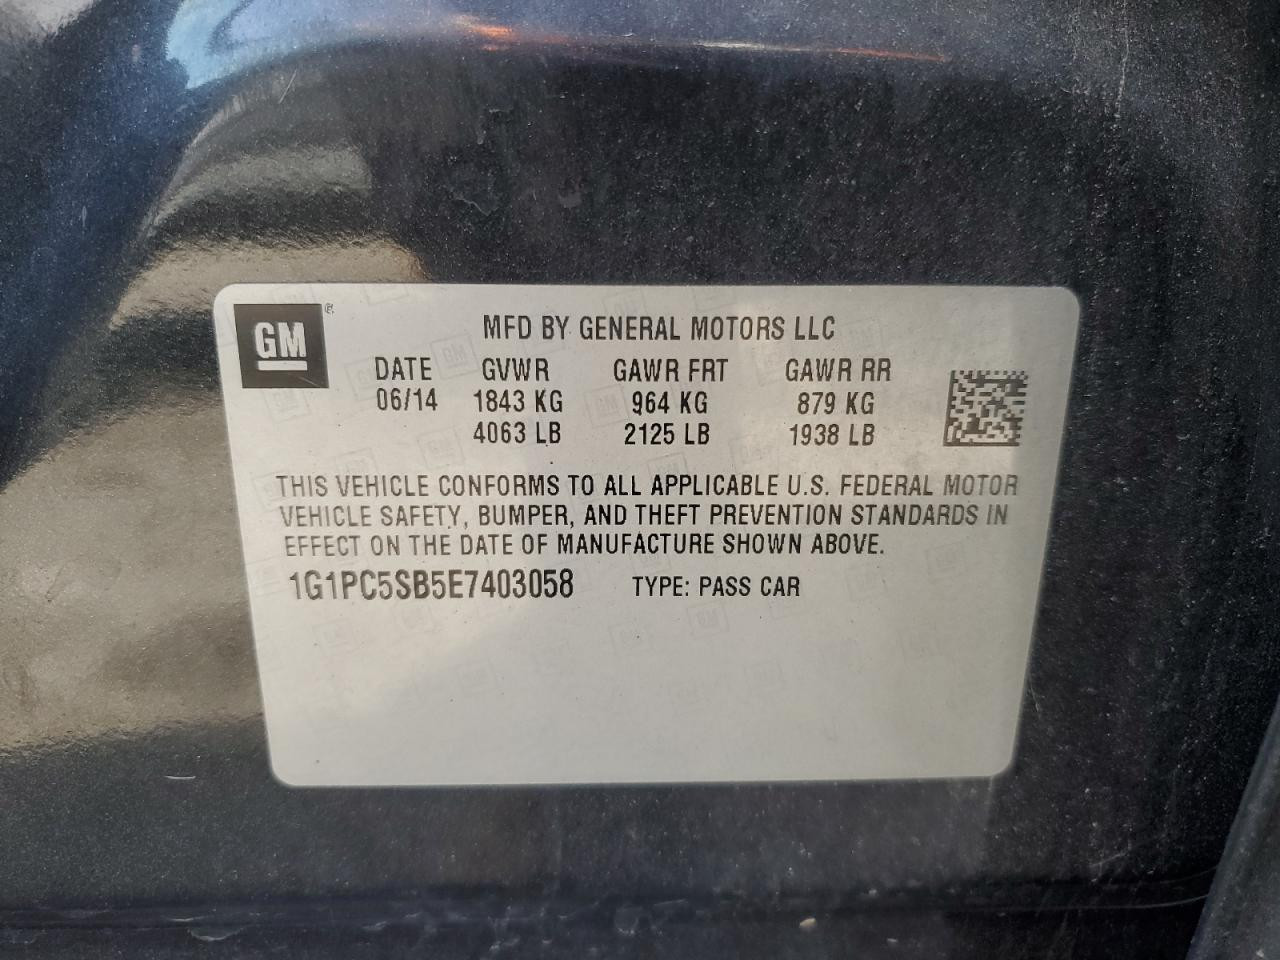 GM
MFD BY GENERAL MOTORS LLC
DATE GVWR GAWR FRT GAWR RR
06/14 1843 KG 964 KG 879 KG
4063 LB 2125 LB 1938 LB
THIS VEHICLE CONFORMS TO ALL APPLICABLE U.S. FEDERAL MOTOR
VEHICLE SAFETY, BUMPER, AND THEFT PREVENTION STANDARDS IN
EFFECT ON THE DATE OF MANUFACTURE SHOWN ABOVE.
1G1PC5SB5E7403058 TYPE: PASS CAR